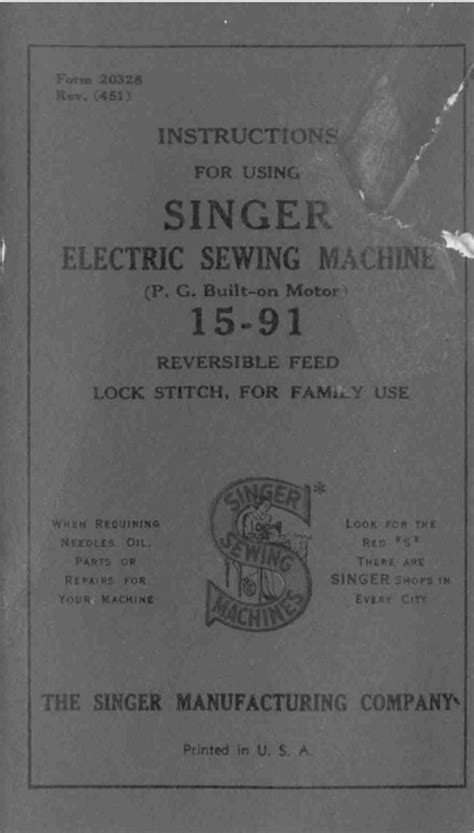 Form 20328
Rev. (451)
INSTRUCTIONS
FOR USING
SINGER
ELECTRIC SEWING MACHINE
(P. G. Built-on Motor)
15-91
REVERSIBLE FEED
LOCK STITCH, FOR FAMILY USE
WHEN REQUIRING
NEEDLES OIL,
PARTS OR
REPAIRS FOR
YOUR MACHINE
SINGER *
SEWING
MACHINES
LOOK FOR THE
RED "S"
THERE ARE
SINGER SHOPS IN
EVERY CITY
THE SINGER MANUFACTURING COMPANY
Printed in U. S. A.